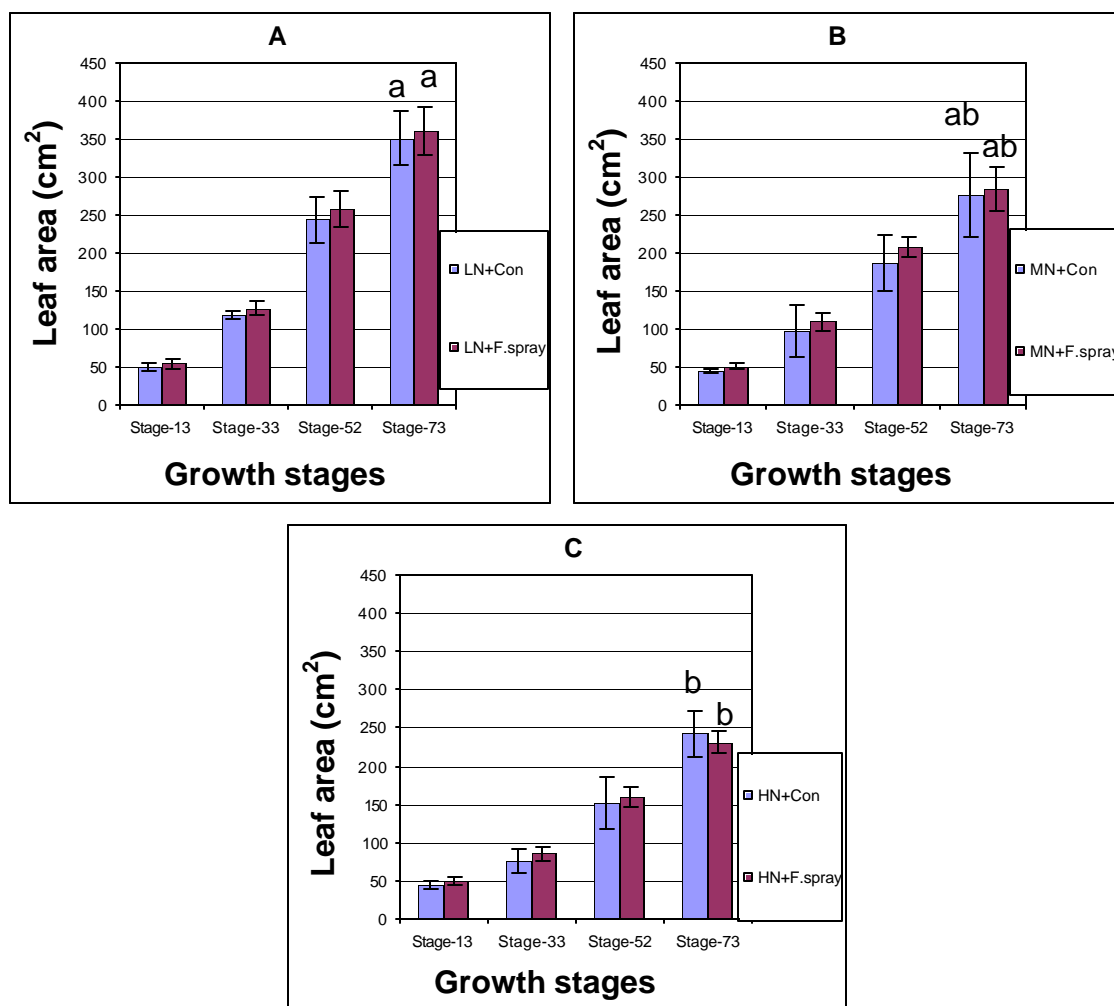 A
450
400
350
300
250
200
150
100
50
0
Leaf area (cm²)
a a
Stage-13 Stage-33 Stage-52 Stage-73
Growth stages
LN+Con
LN+F.spray
B
450
400
350
300
250
200
150
100
50
0
Leaf area (cm²)
ab
ab
Stage-13 Stage-33 Stage-52 Stage-73
Growth stages
MN+Con
MN+F.spray
C
450
400
350
300
250
200
150
100
50
0
Leaf area (cm²)
b
b
Stage-13 Stage-33 Stage-52 Stage-73
Growth stages
HN+Con
HN+F.spray